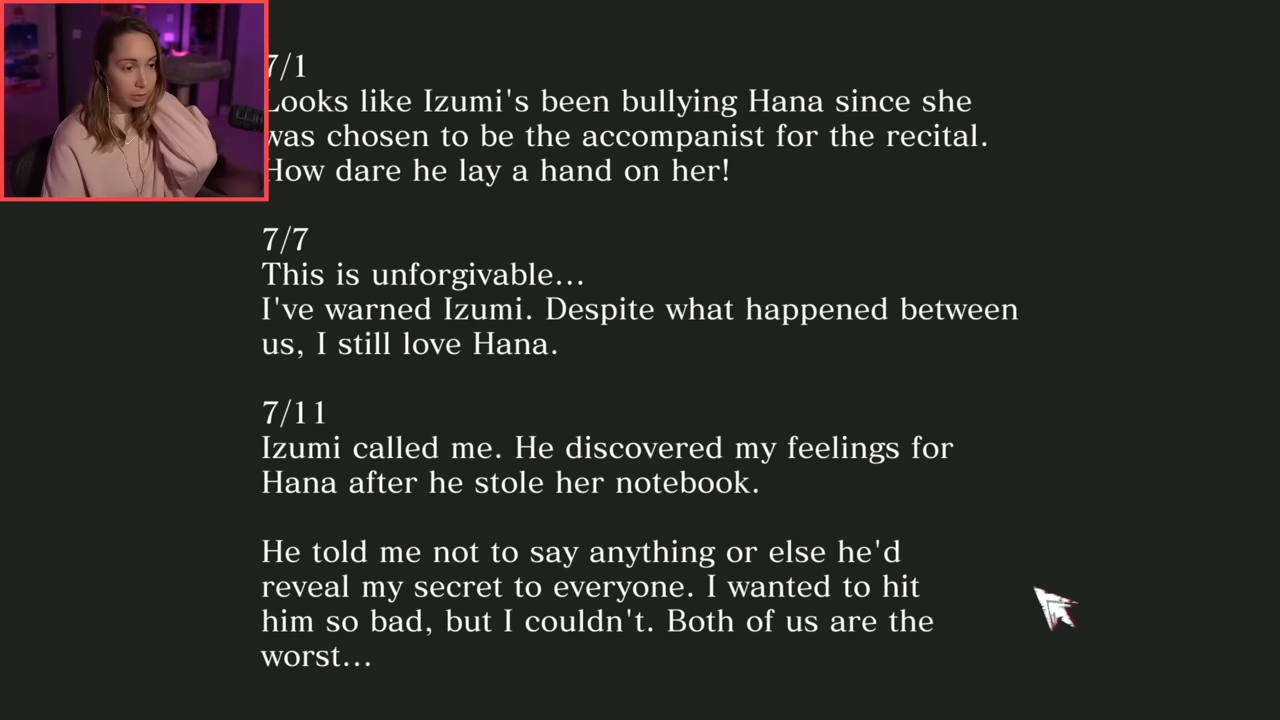 7/1
Looks like Izumi's been bullying Hana since she
was chosen to be the accompanist for the recital.
How dare he lay a hand on her!
7/7
This is unforgivable...
I've warned Izumi. Despite what happened between
us, I still love Hana.
7/11
Izumi called me. He discovered my feelings for
Hana after he stole her notebook.
He told me not to say anything or else he'd
reveal my secret to everyone. I wanted to hit
him so bad, but I couldn't. Both of us are the
worst...